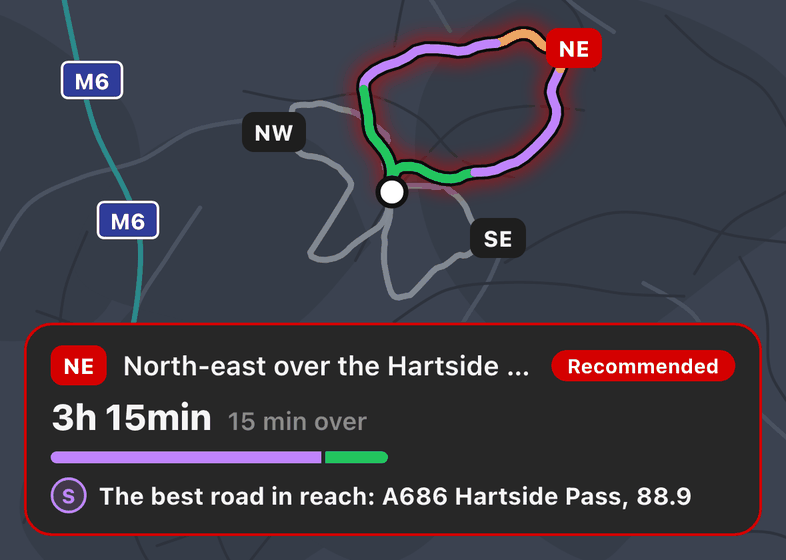 NE
M6
NW
M6
SE
NE North-east over the Hartside ... Recommended
3h 15min 15 min over
S The best road in reach: A686 Hartside Pass, 88.9